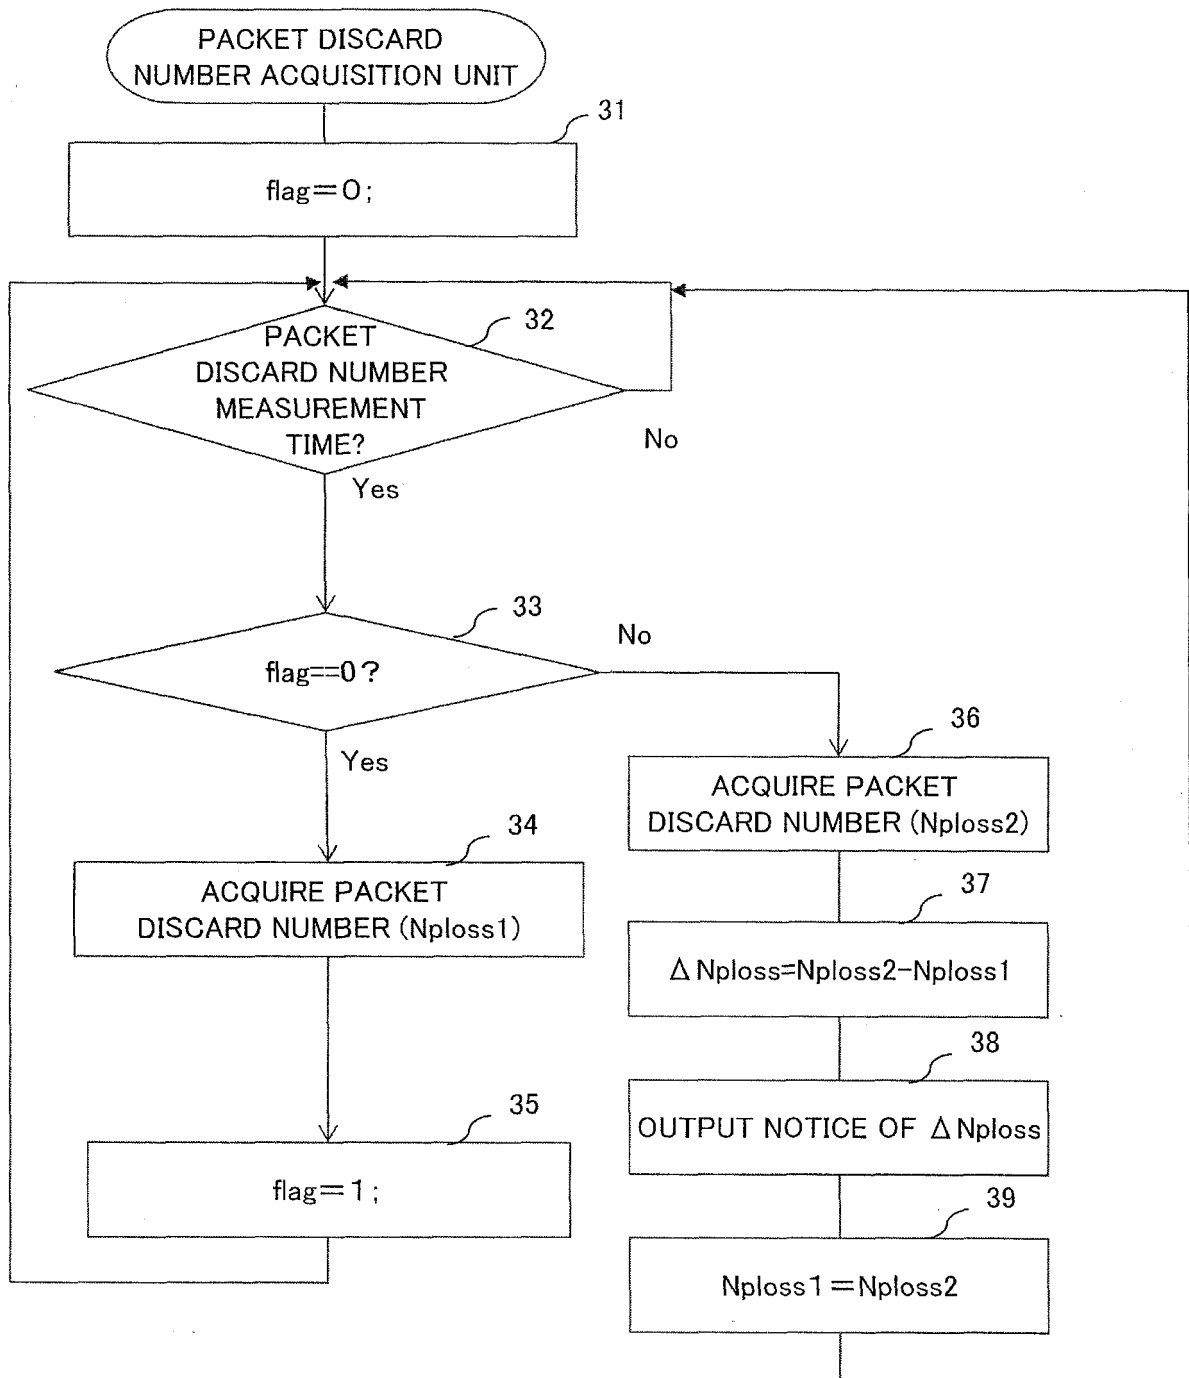 PACKET DISCARD
NUMBER ACQUISITION UNIT
31
flag=0;
32
PACKET
DISCARD NUMBER
MEASUREMENT
TIME?
No
Yes
33
flag==0?
No
Yes
34
ACQUIRE PACKET
DISCARD NUMBER (Nploss1)
35
flag=1;
36
ACQUIRE PACKET
DISCARD NUMBER (Nploss2)
37
Δ Nploss=Nploss2-Nploss1
38
OUTPUT NOTICE OF Δ Nploss
39
Nploss1=Nploss2